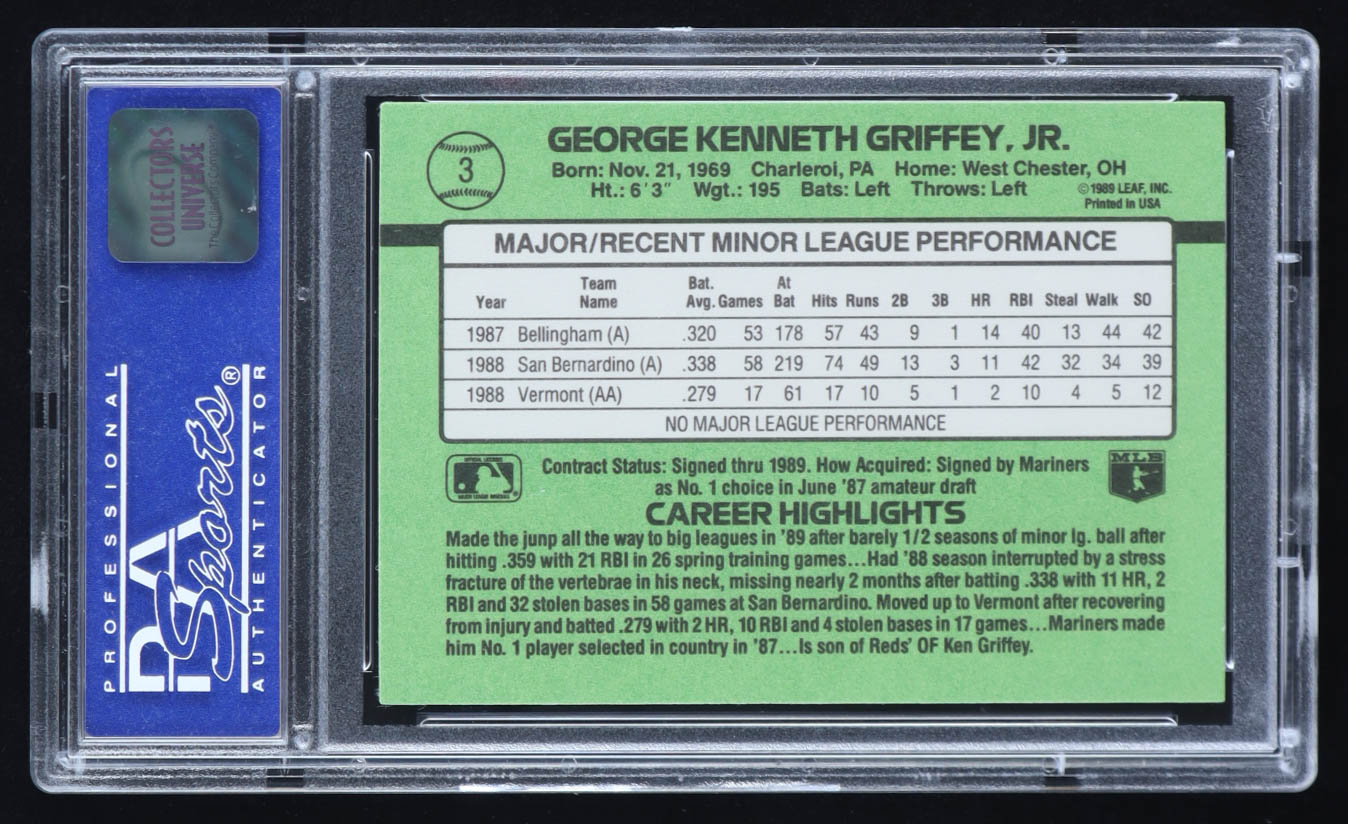 COLLECTORS
UNIVERSE
The Collectors Company
PROFESSIONAL
PSA
Sports®
AUTHENTICATOR
3
GEORGE KENNETH GRIFFEY, JR.
Born: Nov. 21, 1969 Charleroi, PA Home: West Chester, OH
Ht.: 6'3" Wgt.: 195 Bats: Left Throws: Left
©1989 LEAF, INC.
Printed in USA
MAJOR/RECENT MINOR LEAGUE PERFORMANCE
Year Team Name Bat. Avg. Games At Bat Hits Runs 2B 3B HR RBI Steal Walk SO
1987 Bellingham (A) .320 53 178 57 43 9 1 14 40 13 44 42
1988 San Bernardino (A) .338 58 219 74 49 13 3 11 42 32 34 39
1988 Vermont (AA) .279 17 61 17 10 5 1 2 10 4 5 12
NO MAJOR LEAGUE PERFORMANCE
Contract Status: Signed thru 1989. How Acquired: Signed by Mariners
as No. 1 choice in June '87 amateur draft
MLB
CAREER HIGHLIGHTS
Made the junp all the way to big leagues in '89 after barely 1/2 seasons of minor lg. ball after
hitting .359 with 21 RBI in 26 spring training games...Had '88 season interrupted by a stress
fracture of the vertebrae in his neck, missing nearly 2 months after batting .338 with 11 HR, 2
RBI and 32 stolen bases in 58 games at San Bernardino. Moved up to Vermont after recovering
from injury and batted .279 with 2 HR, 10 RBI and 4 stolen bases in 17 games...Mariners made
him No. 1 player selected in country in '87...Is son of Reds' OF Ken Griffey.